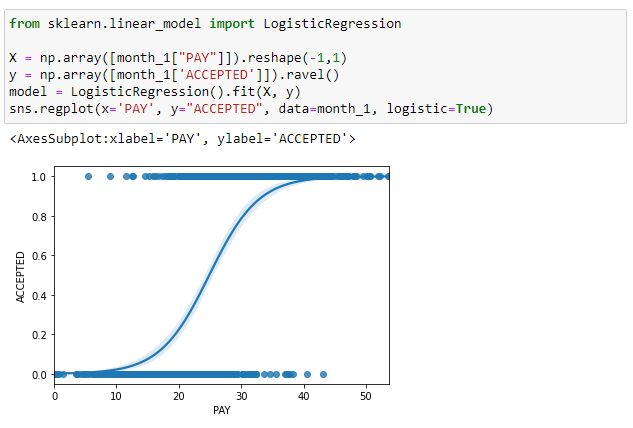 from sklearn.linear_model import LogisticRegression
X = np.array([month_1["PAY"]]).reshape(-1,1)
y = np.array([month_1['ACCEPTED']]).ravel()
model = LogisticRegression().fit(X, y)
sns.regplot(x='PAY', y="ACCEPTED", data=month_1, logistic=True)
<AxesSubplot:xlabel='PAY', ylabel='ACCEPTED'>
1.0
0.8
0.6
0.4
0.2
0.0
ACCEPTED
0 10 20 30 40 50
PAY